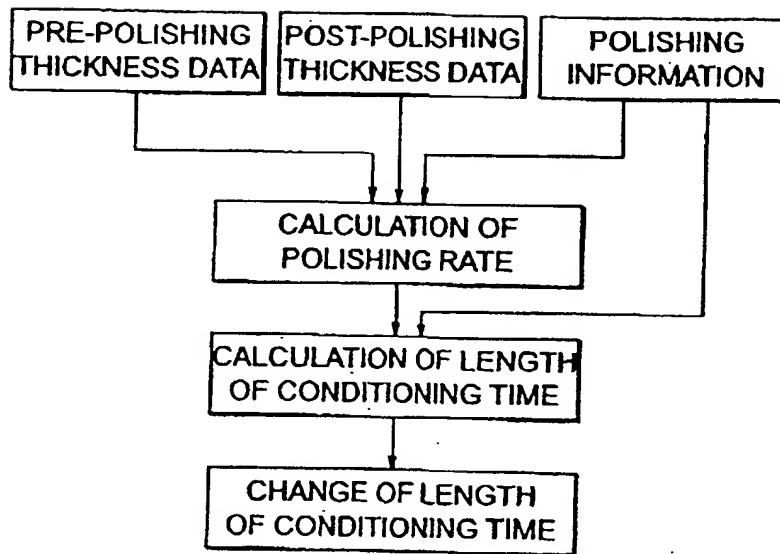 PRE-POLISHING
THICKNESS DATA
POST-POLISHING
THICKNESS DATA
POLISHING
INFORMATION
CALCULATION OF
POLISHING RATE
CALCULATION OF LENGTH
OF CONDITIONING TIME
CHANGE OF LENGTH
OF CONDITIONING TIME